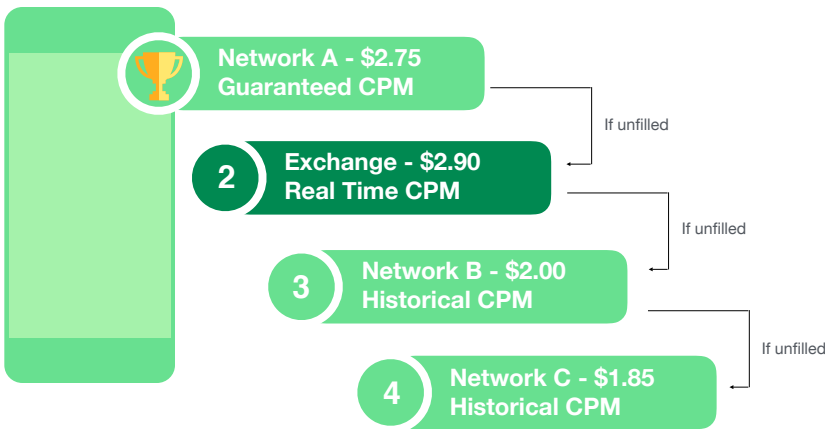 Network A - $2.75
Guaranteed CPM
If unfilled
2
Exchange - $2.90
Real Time CPM
If unfilled
3
Network B - $2.00
Historical CPM
If unfilled
4
Network C - $1.85
Historical CPM